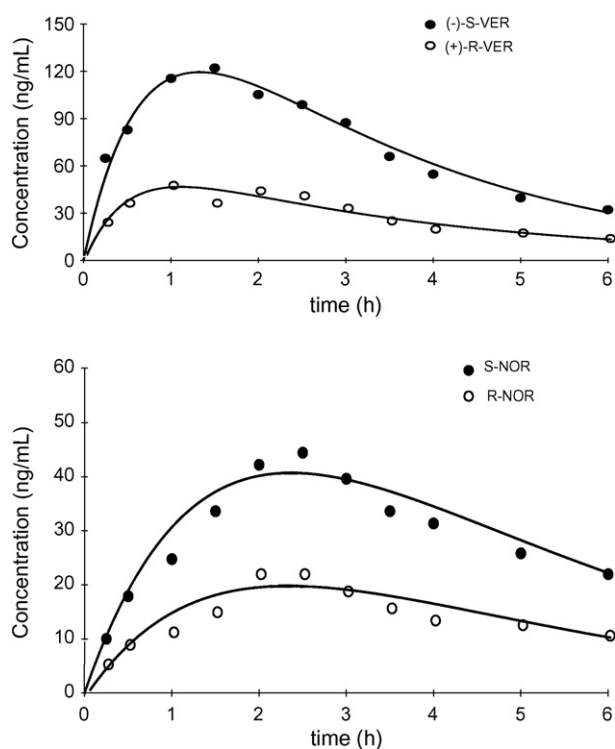 150
120
90
60
30
0
Concentration (ng/mL)
(-)-S-VER
(+)-R-VER
0 1 2 3 4 5 6
time (h)
60
50
40
30
20
10
0
Concentration (ng/mL)
S-NOR
R-NOR
0 1 2 3 4 5 6
time (h)